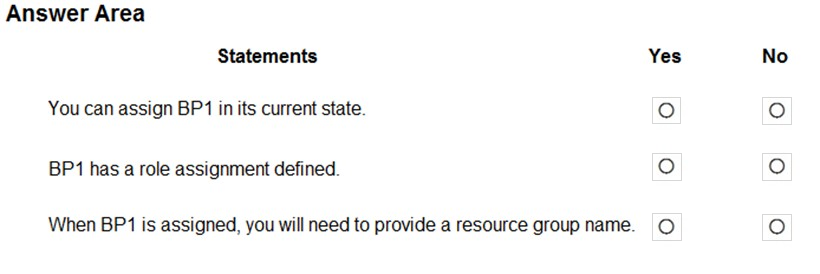 Answer Area
Statements Yes No
You can assign BP1 in its current state.
BP1 has a role assignment defined.
When BP1 is assigned, you will need to provide a resource group name.